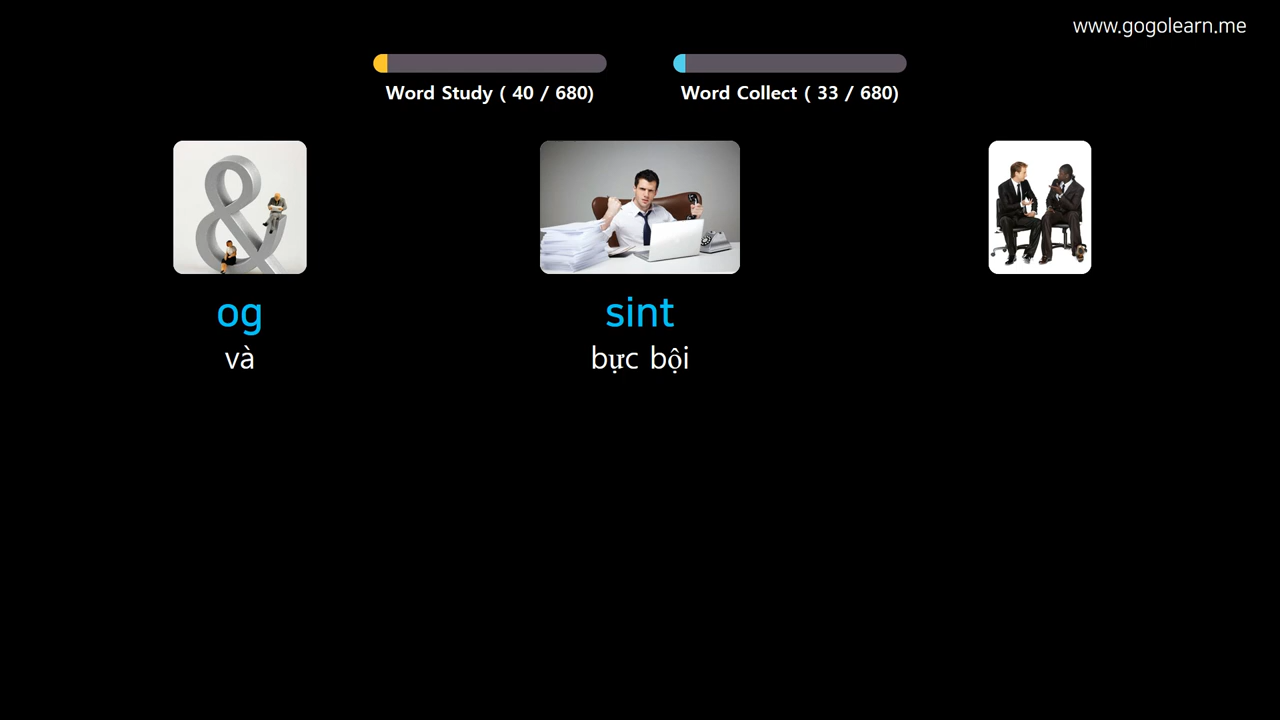 www.gogolearn.me
Word Study ( 40 / 680)
Word Collect ( 33 / 680)
og
sint
và
bực bội